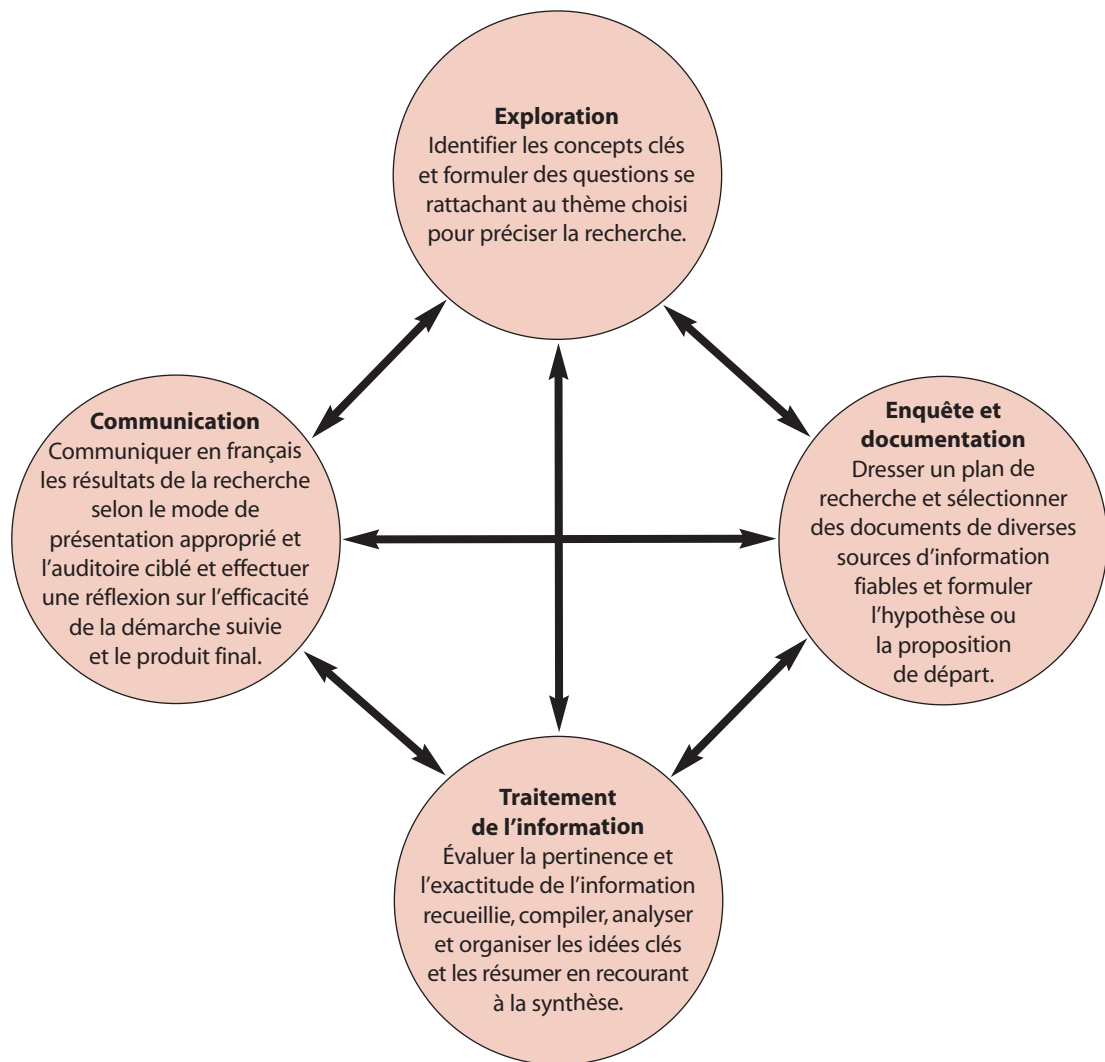 Exploration
Identifier les concepts clés
et formuler des questions se
rattachant au thème choisi
pour préciser la recherche.
Communication
Communiquer en français
les résultats de la recherche
selon le mode de
présentation approprié et
l'auditoire ciblé et effectuer
une réflexion sur l'efficacité
de la démarche suivie
et le produit final.
Enquête et
documentation
Dresser un plan de
recherche et sélectionner
des documents de diverses
sources d'information
fiables et formuler
l'hypothèse ou
la proposition
de départ.
Traitement
de l'information
Évaluer la pertinence et
l'exactitude de l'information
recueillie, compiler, analyser
et organiser les idées clés
et les résumer en recourant
à la synthèse.